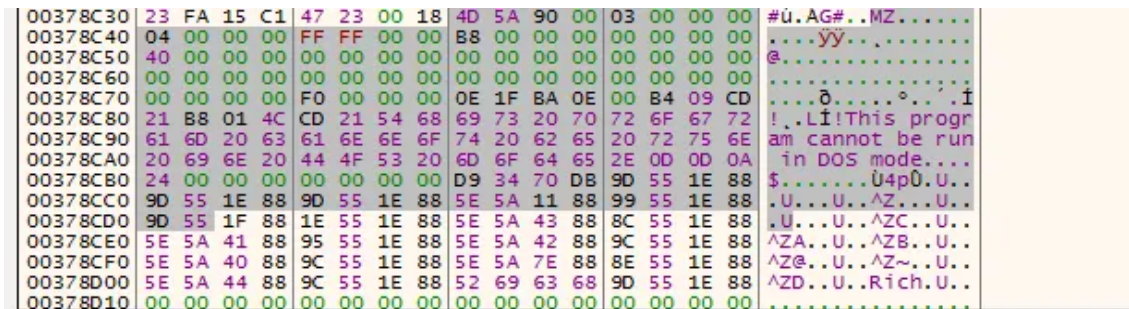 00378C30 23 FA 15 C1 47 23 00 18 4D 5A 90 00 03 00 00 00 #ú.ÁG#..MZ......
00378C40 04 00 00 00 FF FF 00 00 B8 00 00 00 00 00 00 00 ....ÿÿ..¸.......
00378C50 40 00 00 00 00 00 00 00 00 00 00 00 00 00 00 00 @...............
00378C60 00 00 00 00 00 00 00 00 00 00 00 00 00 00 00 00 ................
00378C70 00 00 00 00 F0 00 00 00 0E 1F BA 0E 00 B4 09 CD ....ð.....º..´.Í
00378C80 21 B8 01 4C CD 21 54 68 69 73 20 70 72 6F 67 72 !¸.LÍ!This progr
00378C90 61 6D 20 63 61 6E 6E 6F 74 20 62 65 20 72 75 6E am cannot be run
00378CA0 20 69 6E 20 44 4F 53 20 6D 6F 64 65 2E 0D 0D 0A  in DOS mode....
00378CB0 24 00 00 00 00 00 00 00 D9 34 70 DB 9D 55 1E 88 $.......Ù4pÛ.U..
00378CC0 9D 55 1E 88 9D 55 1E 88 5E 5A 11 88 99 55 1E 88 .U...U..^Z...U..
00378CD0 9D 55 1F 88 1E 55 1E 88 5E 5A 43 88 8C 55 1E 88 .U...U..^ZC..U..
00378CE0 5E 5A 41 88 95 55 1E 88 5E 5A 42 88 9C 55 1E 88 ^ZA..U..^ZB..U..
00378CF0 5E 5A 40 88 9C 55 1E 88 5E 5A 7E 88 8E 55 1E 88 ^Z@..U..^Z~..U..
00378D00 5E 5A 44 88 9C 55 1E 88 52 69 63 68 9D 55 1E 88 ^ZD..U..Rich.U..
00378D10 00 00 00 00 00 00 00 00 00 00 00 00 00 00 00 00 ................